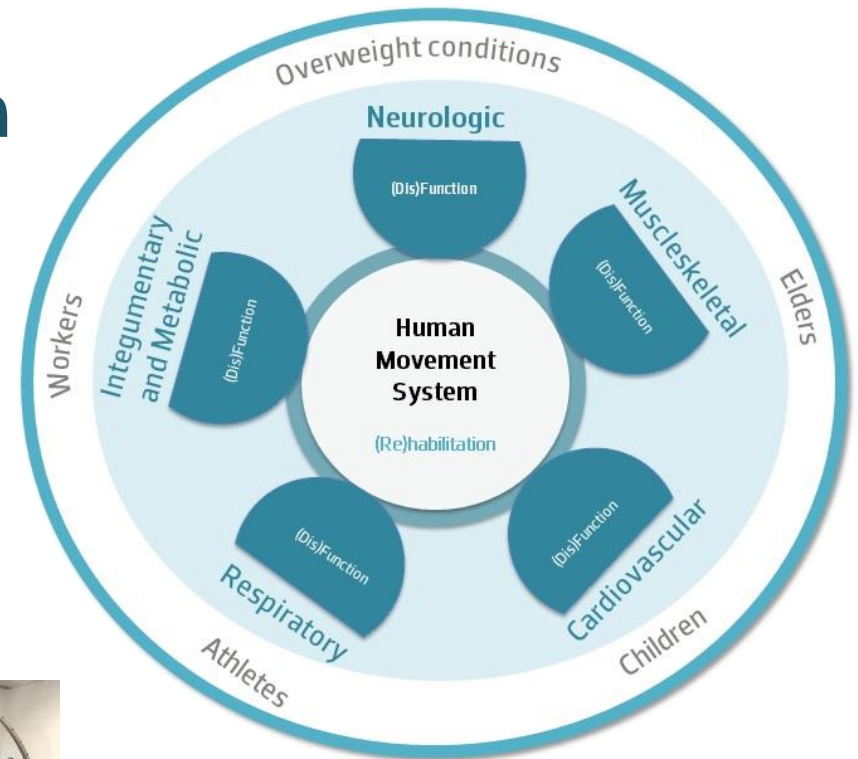 n
Overweight conditions
Neurologic
(Dis)Function
Muscleskeletal
(Dis)Function
Elders
Workers
Integumentary
and Metabolic
(Dis)Function
Human
Movement
System
(Re)habilitation
(Dis)Function
Respiratory
(Dis)Function
Cardiovascular
Athletes
Children